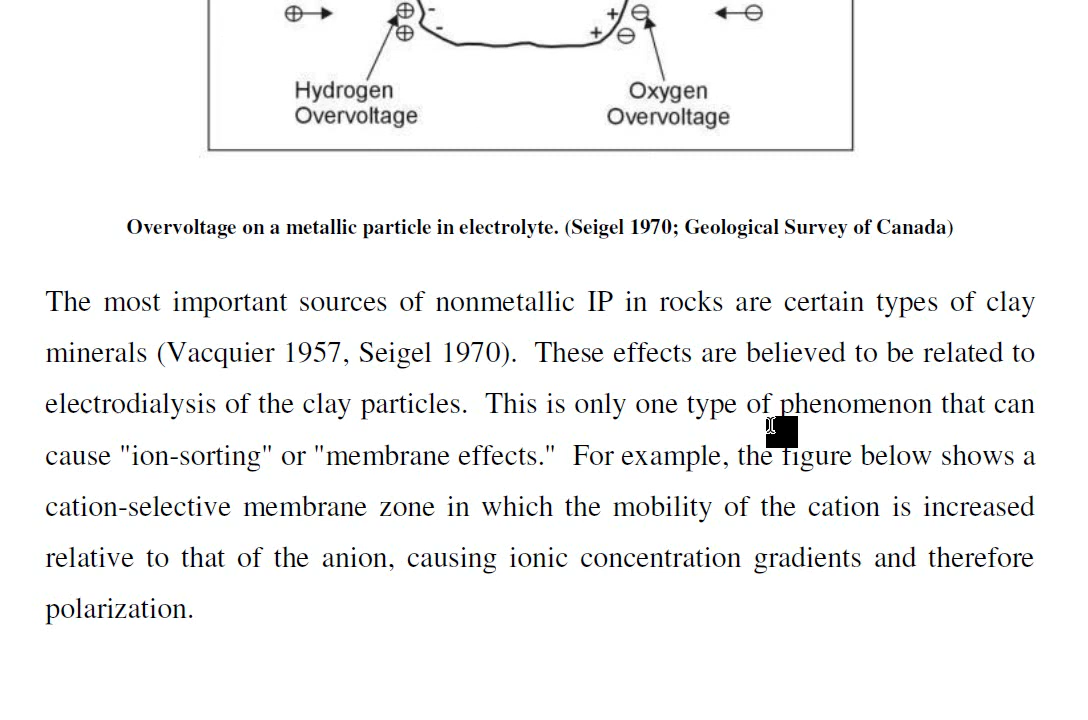 Hydrogen
Overvoltage
Oxygen
Overvoltage
Overvoltage on a metallic particle in electrolyte. (Seigel 1970; Geological Survey of Canada)
The most important sources of nonmetallic IP in rocks are certain types of clay
minerals (Vacquier 1957, Seigel 1970).  These effects are believed to be related to
electrodialysis of the clay particles.  This is only one type of phenomenon that can
cause "ion-sorting" or "membrane effects."  For example, the figure below shows a
cation-selective membrane zone in which the mobility of the cation is increased
relative to that of the anion, causing ionic concentration gradients and therefore
polarization.